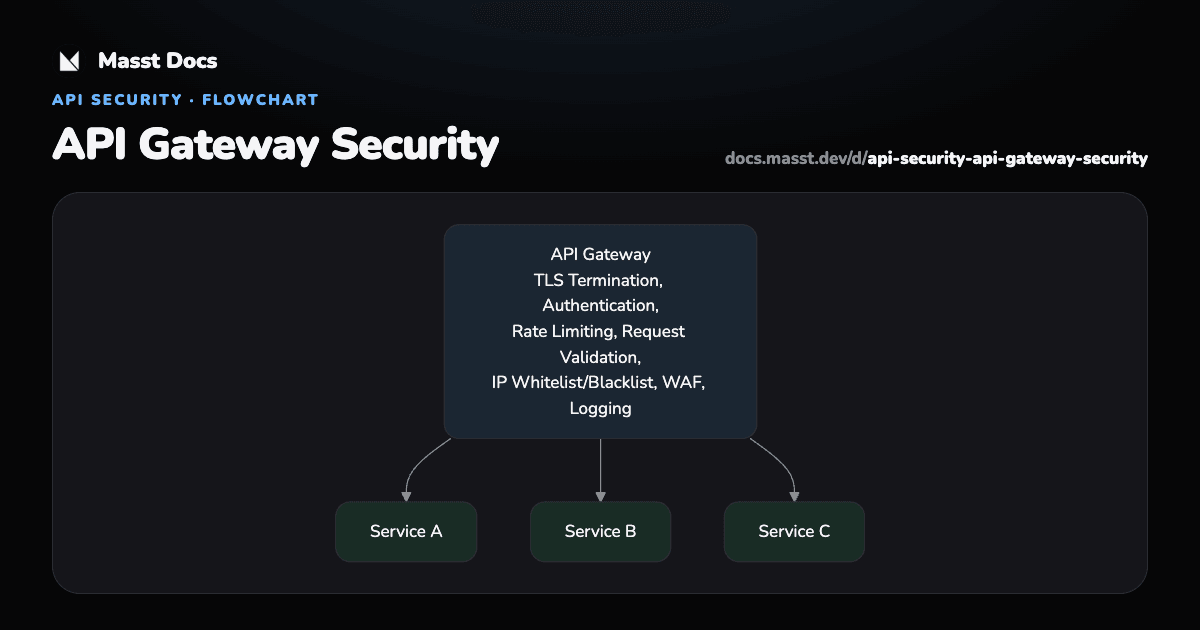 Masst Docs
API SECURITY · FLOWCHART
API Gateway Security
docs.masst.dev/d/api-security-api-gateway-security
API Gateway
TLS Termination,
Authentication,
Rate Limiting, Request
Validation,
IP Whitelist/Blacklist, WAF,
Logging
Service A
Service B
Service C